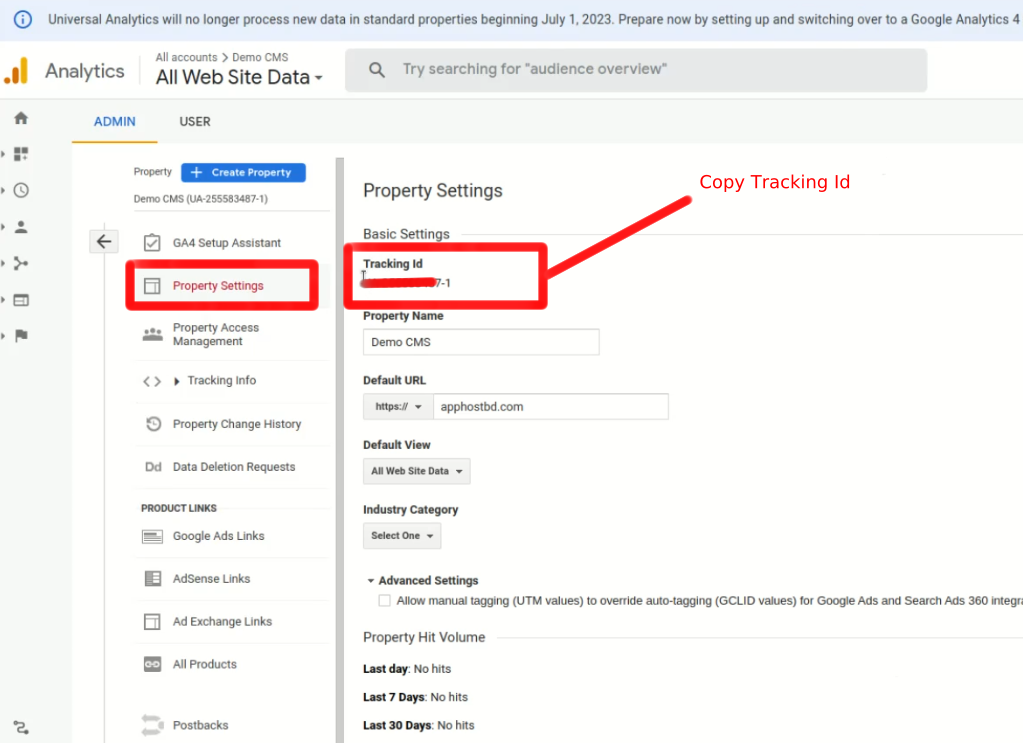 Universal Analytics will no longer process new data in standard properties beginning July 1, 2023. Prepare now by setting up and switching over to a Google Analytics 4
Analytics
All accounts > Demo CMS
All Web Site Data
Try searching for "audience overview"
ADMIN
USER
Property
+ Create Property
Demo CMS (UA-255583487-1)
GA4 Setup Assistant
Property Settings
Property Access
Management
Tracking Info
Property Change History
Dd Data Deletion Requests
PRODUCT LINKS
Google Ads Links
AdSense Links
Ad Exchange Links
All Products
Postbacks
Property Settings
Copy Tracking Id
Basic Settings
Tracking Id
7-1
Property Name
Demo CMS
Default URL
https://
apphostbd.com
Default View
All Web Site Data
Industry Category
Select One
Advanced Settings
Allow manual tagging (UTM values) to override auto-tagging (GCLID values) for Google Ads and Search Ads 360 integra
Property Hit Volume
Last day: No hits
Last 7 Days: No hits
Last 30 Days: No hits